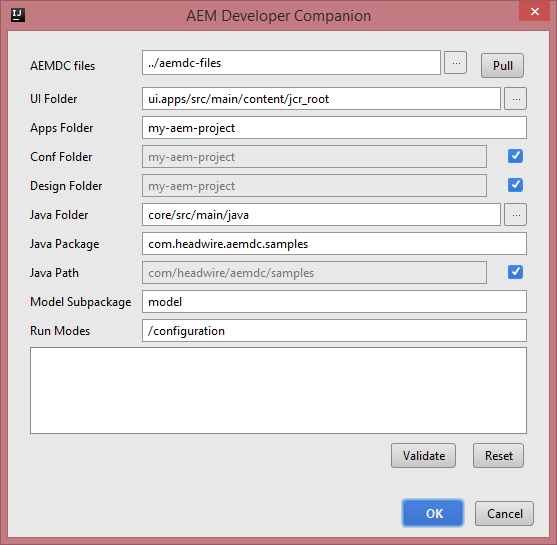 IJ AEM Developer Companion
AEMDC files ../aemdc-files ... Pull
UI Folder ui.apps/src/main/content/jcr_root ...
Apps Folder my-aem-project
Conf Folder my-aem-project
Design Folder my-aem-project
Java Folder core/src/main/java ...
Java Package com.headwire.aemdc.samples
Java Path com/headwire/aemdc/samples
Model Subpackage model
Run Modes /configuration
Validate Reset
OK Cancel